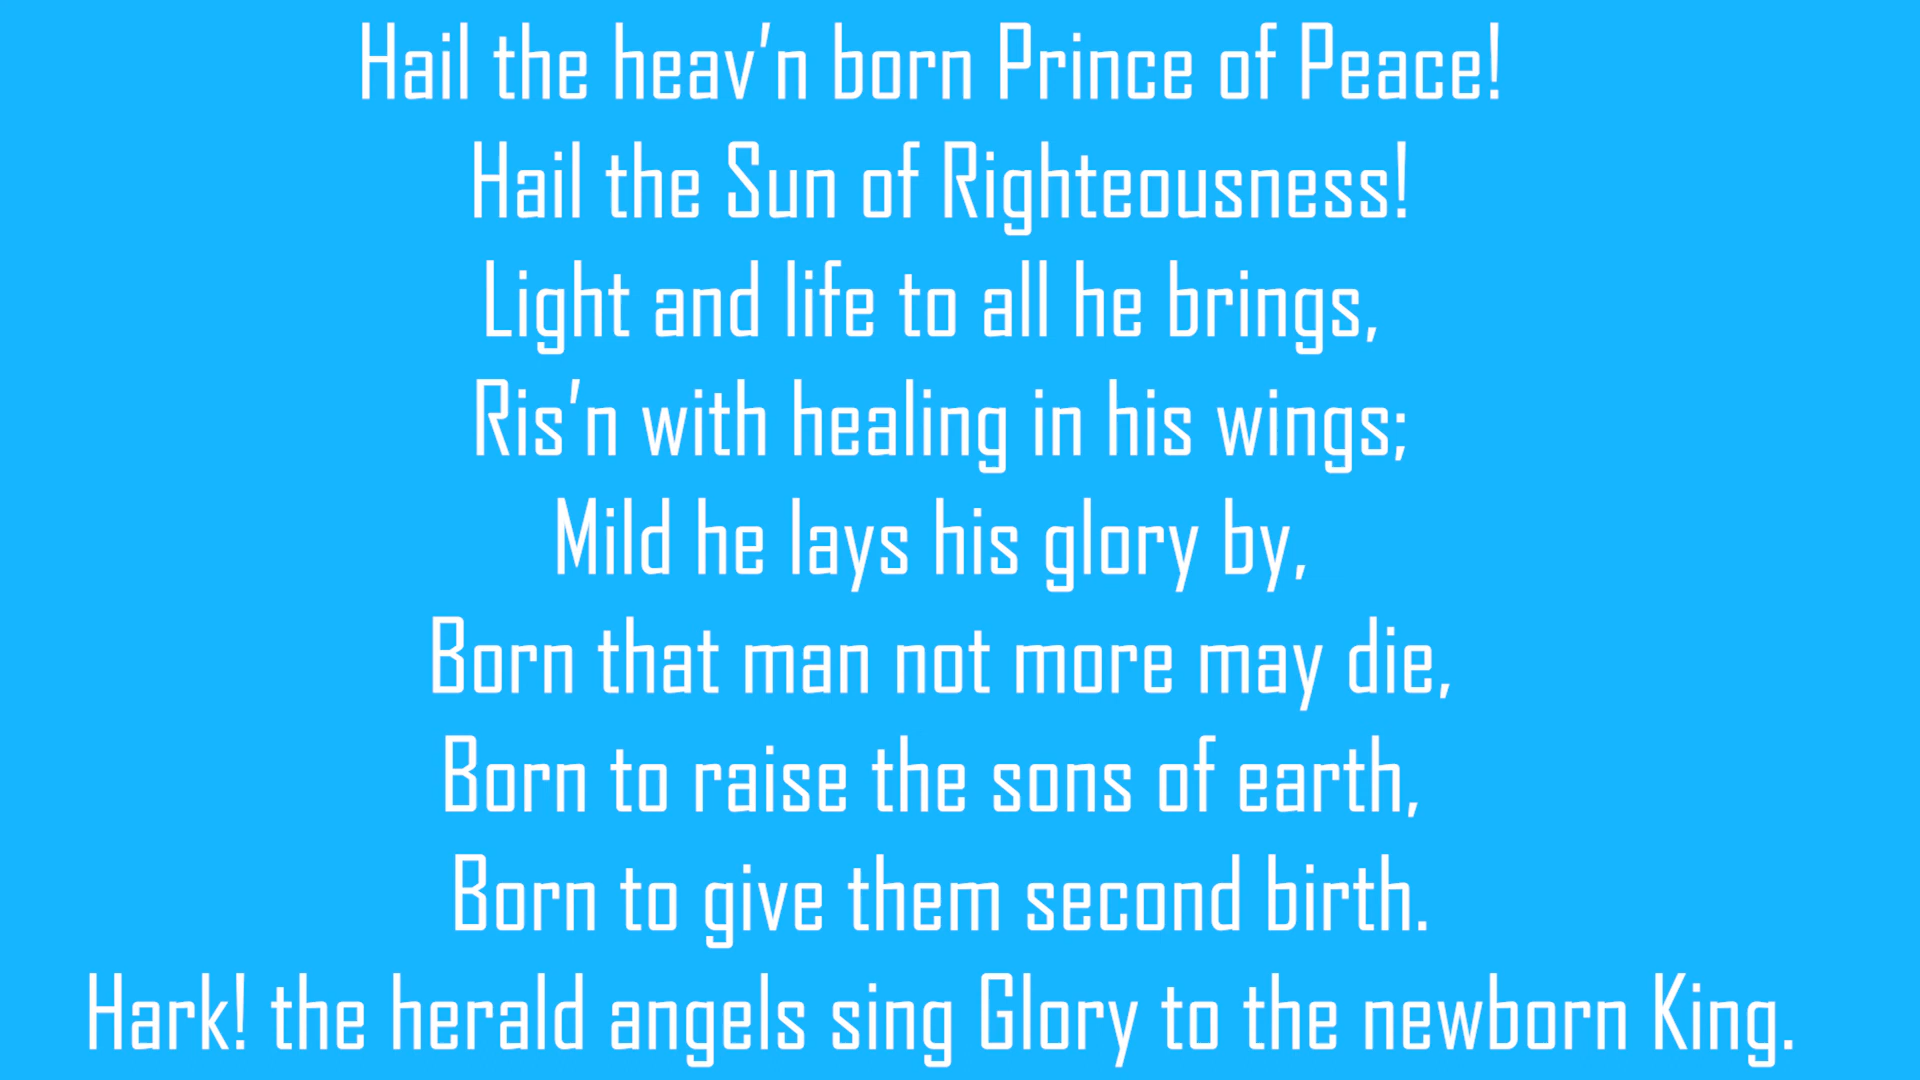 Hail the heav’n born Prince of Peace!
Hail the Sun of Righteousness!
Light and life to all he brings,
Ris’n with healing in his wings;
Mild he lays his glory by,
Born that man not more may die,
Born to raise the sons of earth,
Born to give them second birth.
Hark! the herald angels sing Glory to the newborn King.